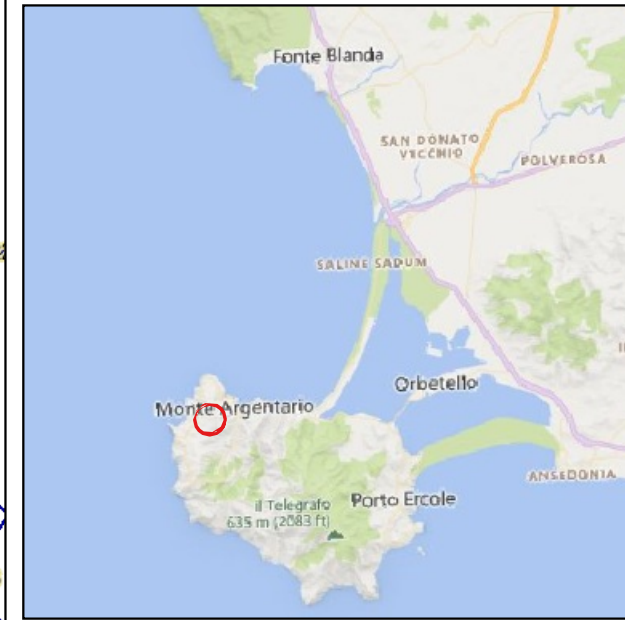 Fonte Blanda
SAN DONATO
VECCHIO
POLVEROSA
SALINE SADUM
Orbetello
Monte Argentario
ANSEDONIA
Porto Ercole
il Telegrafo
635 m (2083 ft)